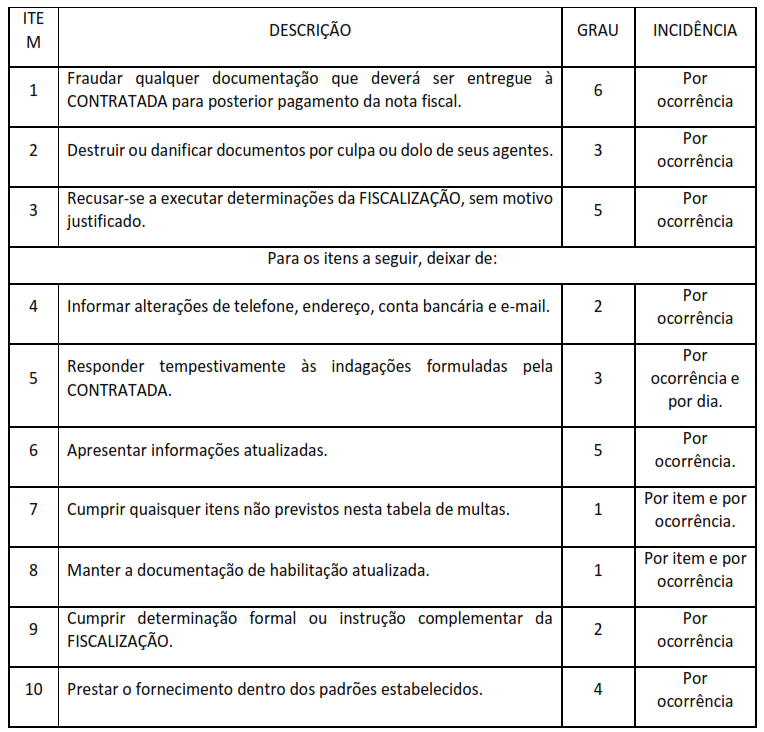 ITE
M
DESCRIÇÃO
GRAU
INCIDÊNCIA
1
Fraudar qualquer documentação que deverá ser entregue à
CONTRATADA para posterior pagamento da nota fiscal.
6
Por
ocorrência
2
Destruir ou danificar documentos por culpa ou dolo de seus agentes.
3
Por
ocorrência
3
Recusar-se a executar determinações da FISCALIZAÇÃO, sem motivo
justificado.
5
Por
ocorrência
Para os itens a seguir, deixar de:
4
Informar alterações de telefone, endereço, conta bancária e e-mail.
2
Por
ocorrência
5
Responder tempestivamente às indagações formuladas pela
CONTRATADA.
3
Por
ocorrência e
por dia.
6
Apresentar informações atualizadas.
5
Por
ocorrência.
7
Cumprir quaisquer itens não previstos nesta tabela de multas.
1
Por item e por
ocorrência.
8
Manter a documentação de habilitação atualizada.
1
Por item e por
ocorrência
9
Cumprir determinação formal ou instrução complementar da
FISCALIZAÇÃO.
2
Por
ocorrência
10
Prestar o fornecimento dentro dos padrões estabelecidos.
4
Por
ocorrência